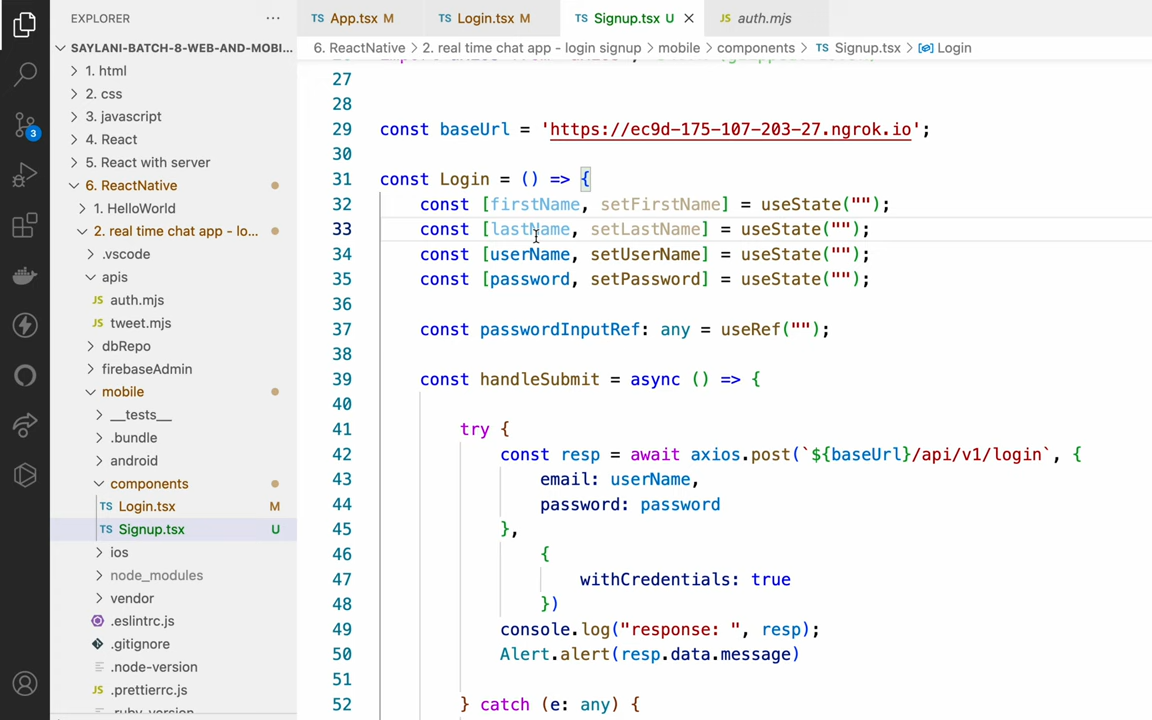 EXPLORER
App.tsx M
Login.tsx M
Signup.tsx U
auth.mjs
SAYLANI-BATCH-8-WEB-AND-MOBI...
6. ReactNative > 2. real time chat app - login signup > mobile > components > Signup.tsx > Login
1. html
2. css
3. javascript
4. React
5. React with server
6. ReactNative
1. HelloWorld
2. real time chat app - lo...
.vscode
apis
JS auth.mjs
JS tweet.mjs
dbRepo
firebaseAdmin
mobile
__tests__
.bundle
android
components
TS Login.tsx M
TS Signup.tsx U
ios
node_modules
vendor
.eslintrc.js
.gitignore
.node-version
JS .prettierrc.js
3
27
28
29 const baseUrl = 'https://ec9d-175-107-203-27.ngrok.io';
30
31 const Login = () => {
32 const [firstName, setFirstName] = useState("");
33 const [lastName, setLastName] = useState("");
34 const [userName, setUserName] = useState("");
35 const [password, setPassword] = useState("");
36
37 const passwordInputRef: any = useRef("");
38
39 const handleSubmit = async () => {
40
41 try {
42 const resp = await axios.post(`${baseUrl}/api/v1/login`, {
43 email: userName,
44 password: password
45 },
46 {
47 withCredentials: true
48 })
49 console.log("response: ", resp);
50 Alert.alert(resp.data.message)
51
52 } catch (e: any) {